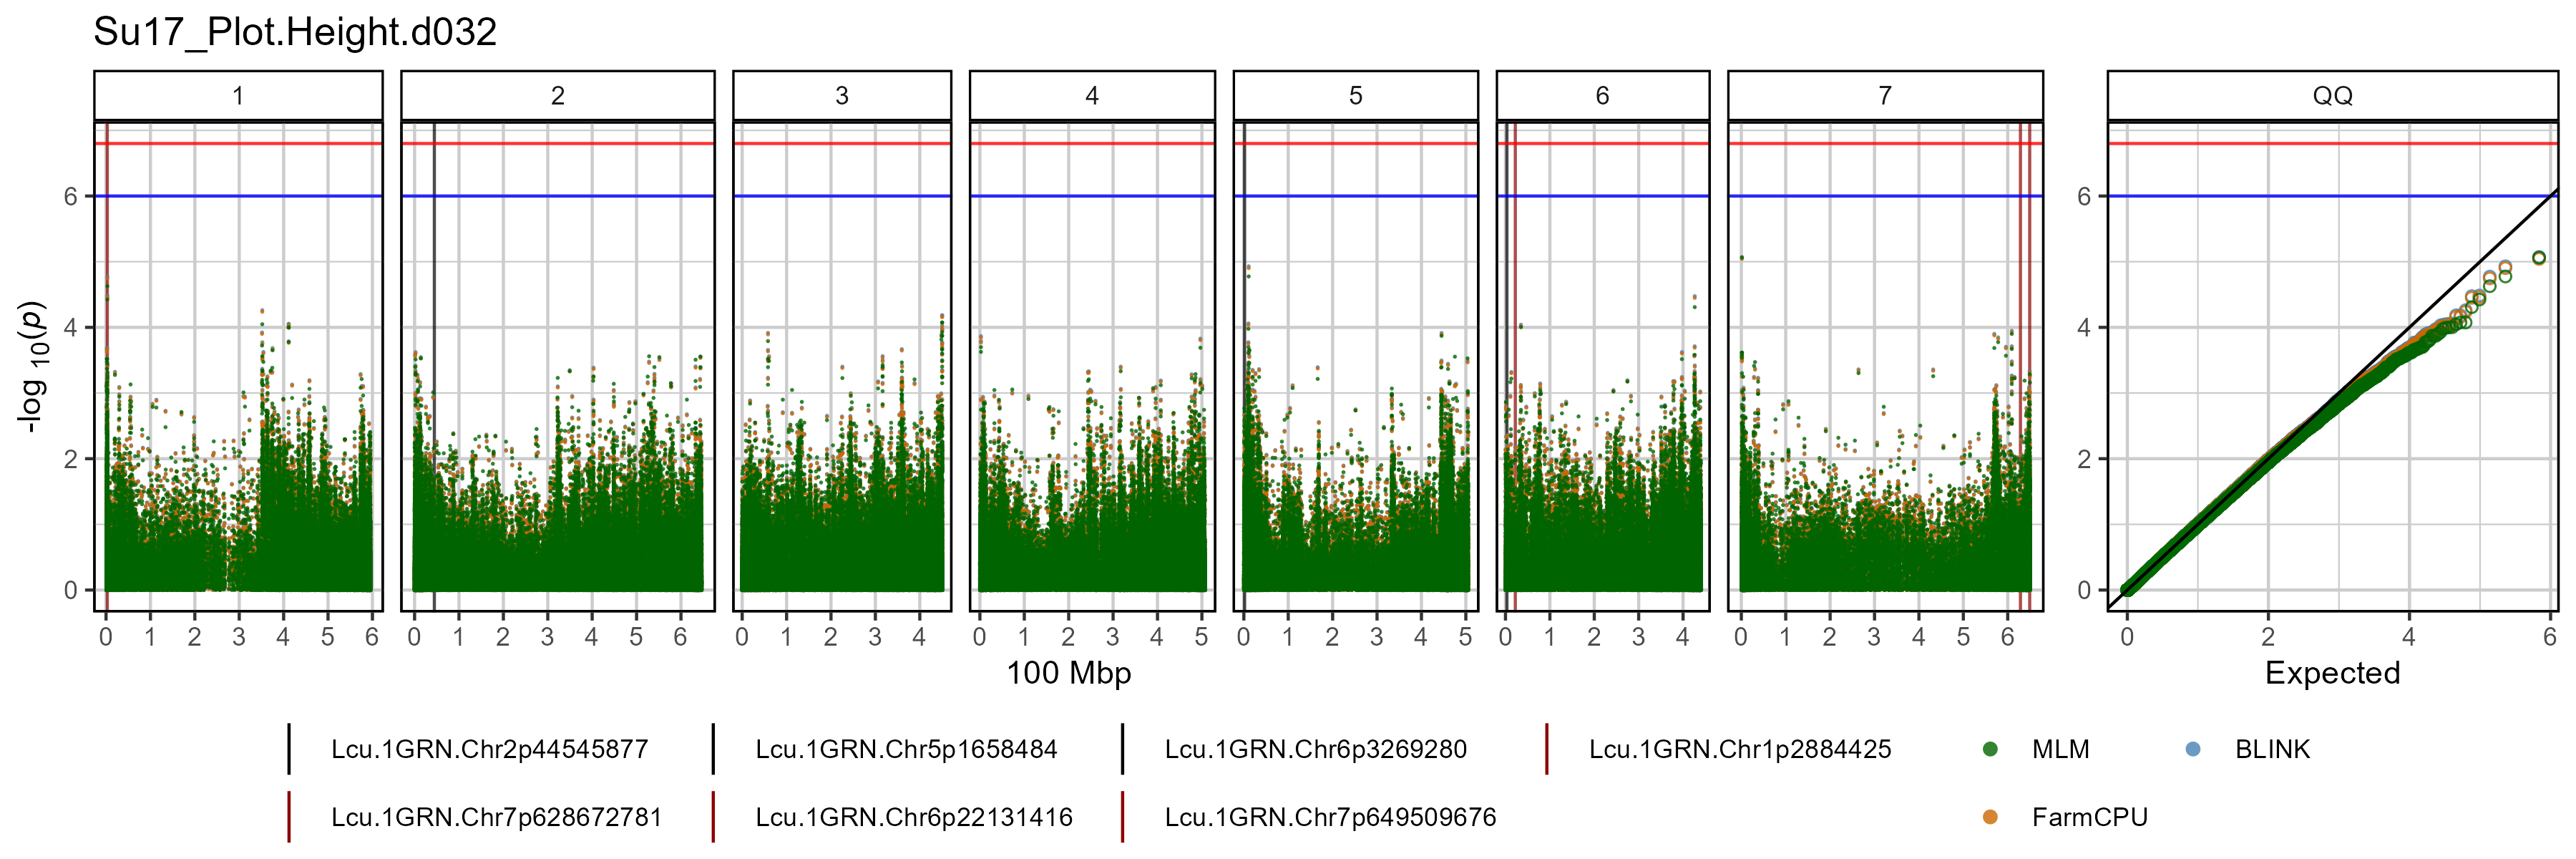 Su17_Plot.Height.d032
1 2 3 4 5 6 7 QQ
-log 10(p)
6 6
4 4
2 2
0 0
0 1 2 3 4 5 6 0 1 2 3 4 5 6 0 1 2 3 4 0 1 2 3 4 5 0 1 2 3 4 5 0 1 2 3 4 0 1 2 3 4 5 6 0 2 4 6
100 Mbp Expected
Lcu.1GRN.Chr2p44545877 Lcu.1GRN.Chr5p1658484 Lcu.1GRN.Chr6p3269280 Lcu.1GRN.Chr1p2884425 MLM BLINK
Lcu.1GRN.Chr7p628672781 Lcu.1GRN.Chr6p22131416 Lcu.1GRN.Chr7p649509676 FarmCPU